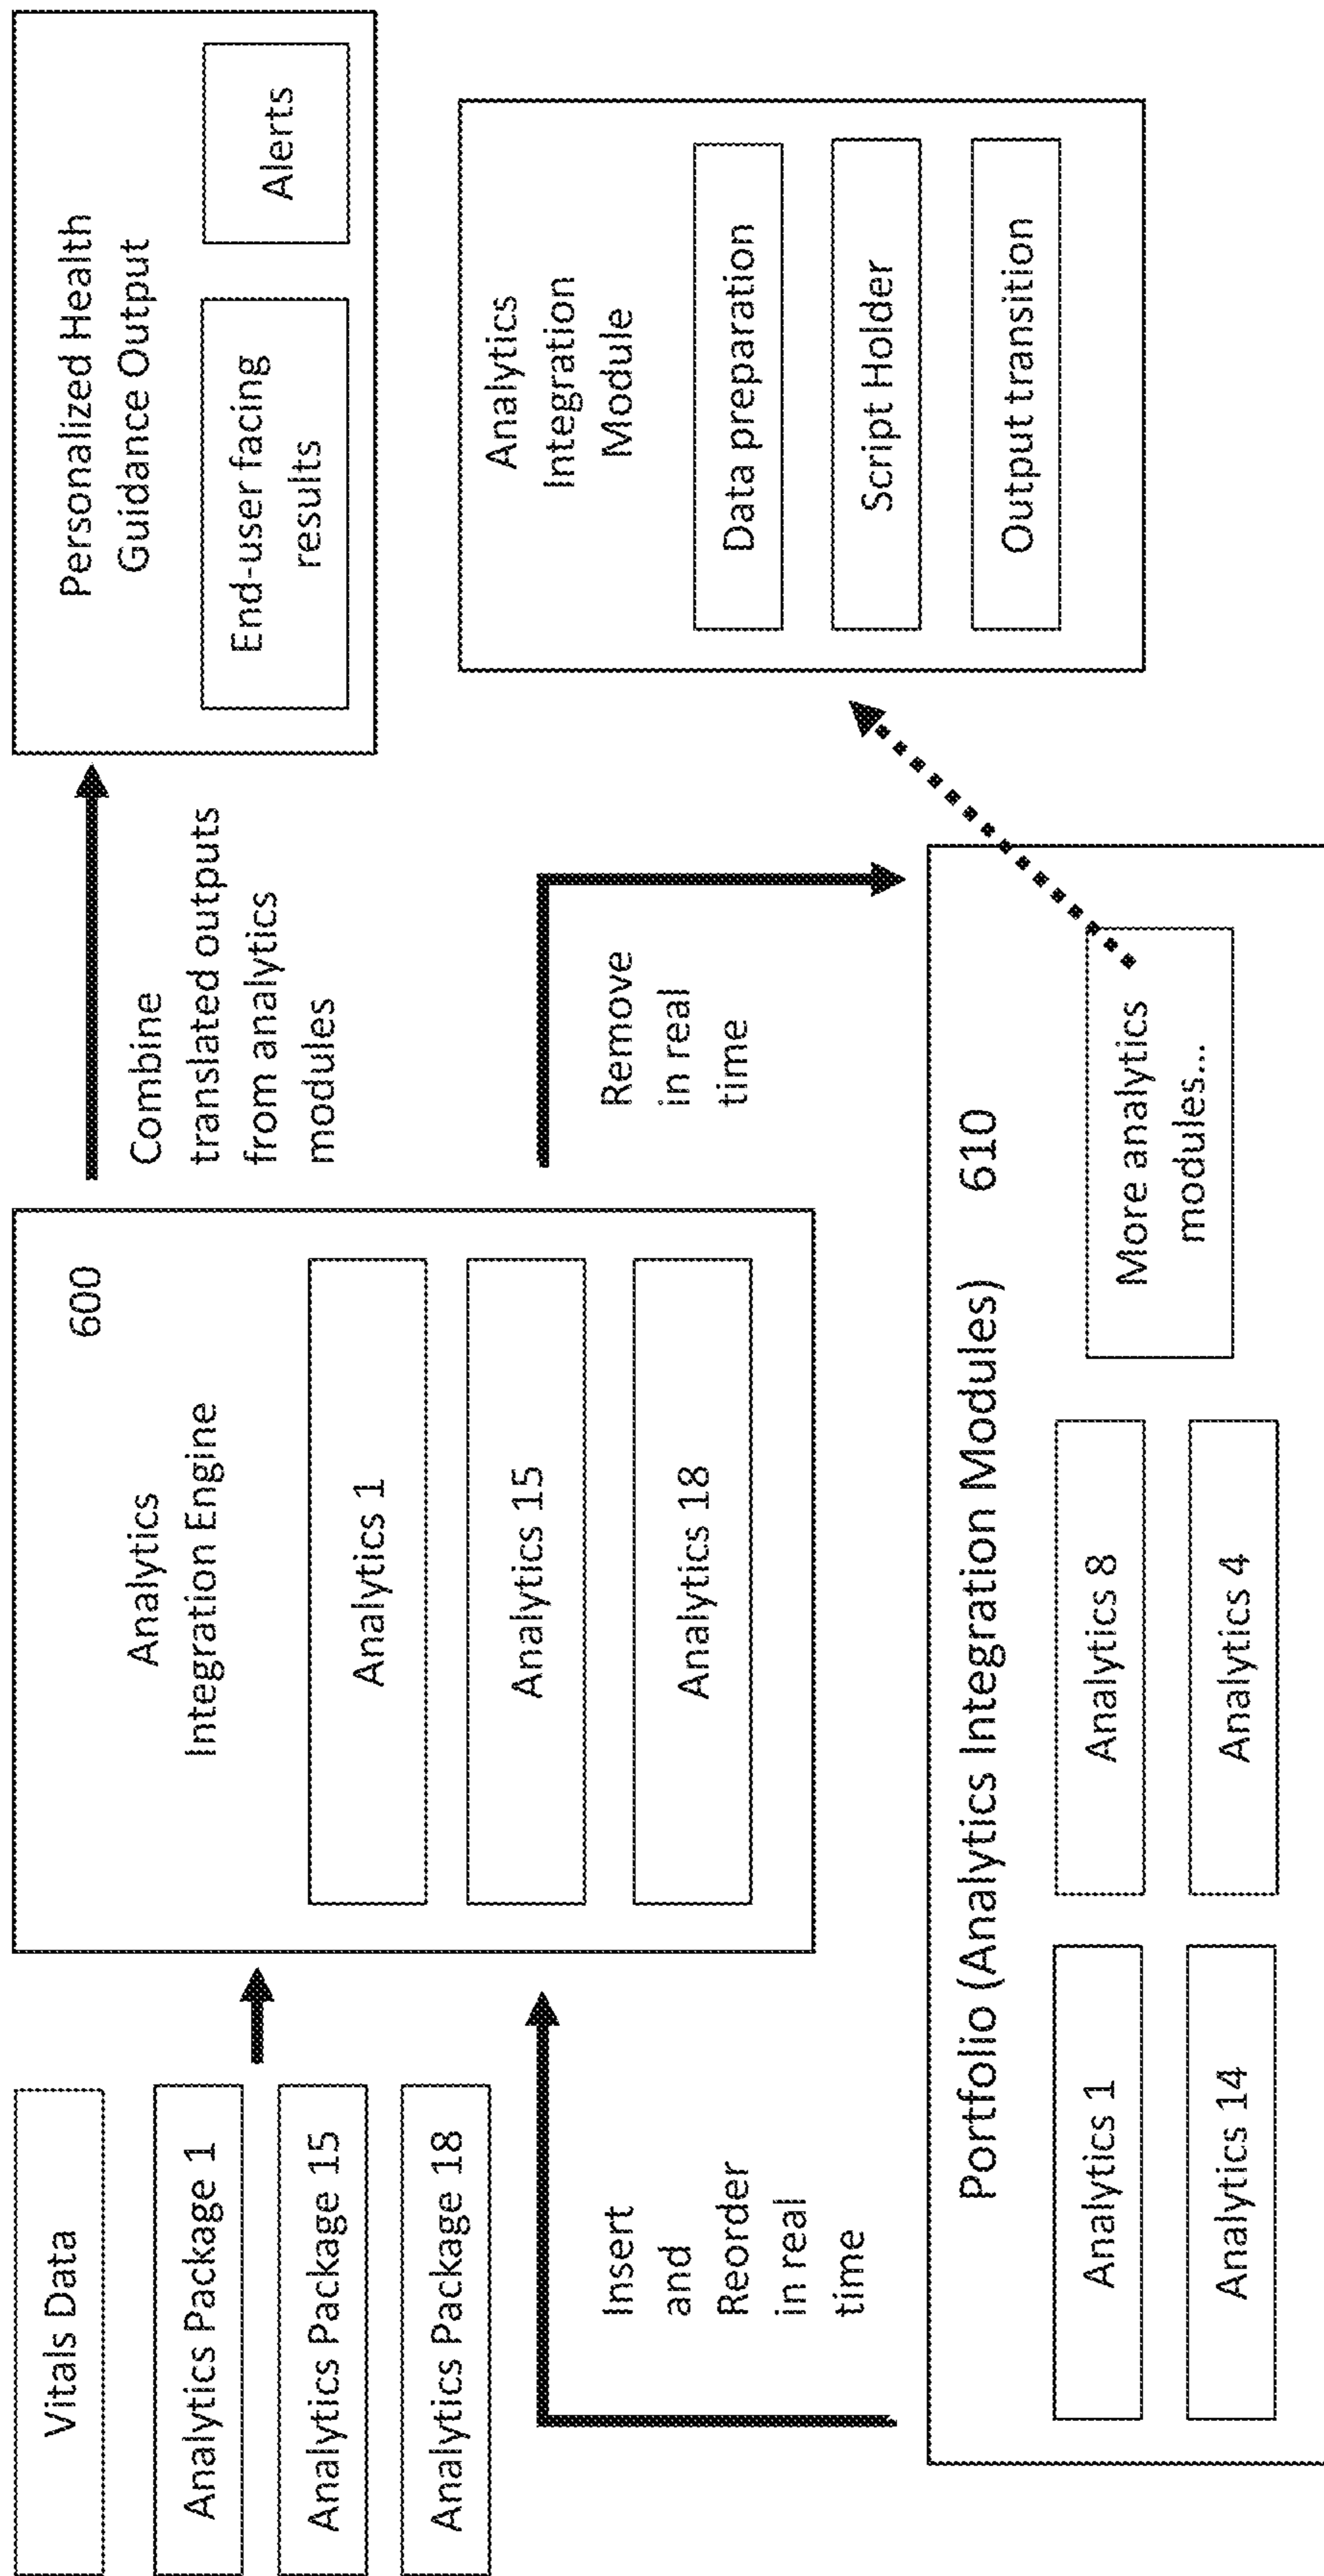 Vitals Data
Analytics Package 1
Analytics Package 15
Analytics Package 18
Insert
and
Reorder
in real
time
600
Analytics
Integration Engine
Analytics 1
Analytics 15
Analytics 18
Combine
translated outputs
from analytics
modules
Remove
in real
time
Personalized Health
Guidance Output
End-user facing
results
Alerts
Analytics
Integration
Module
Data preparation
Script Holder
Output transition
Portfolio (Analytics Integration Modules) 610
Analytics 1
Analytics 8
Analytics 14
Analytics 4
More analytics
modules...